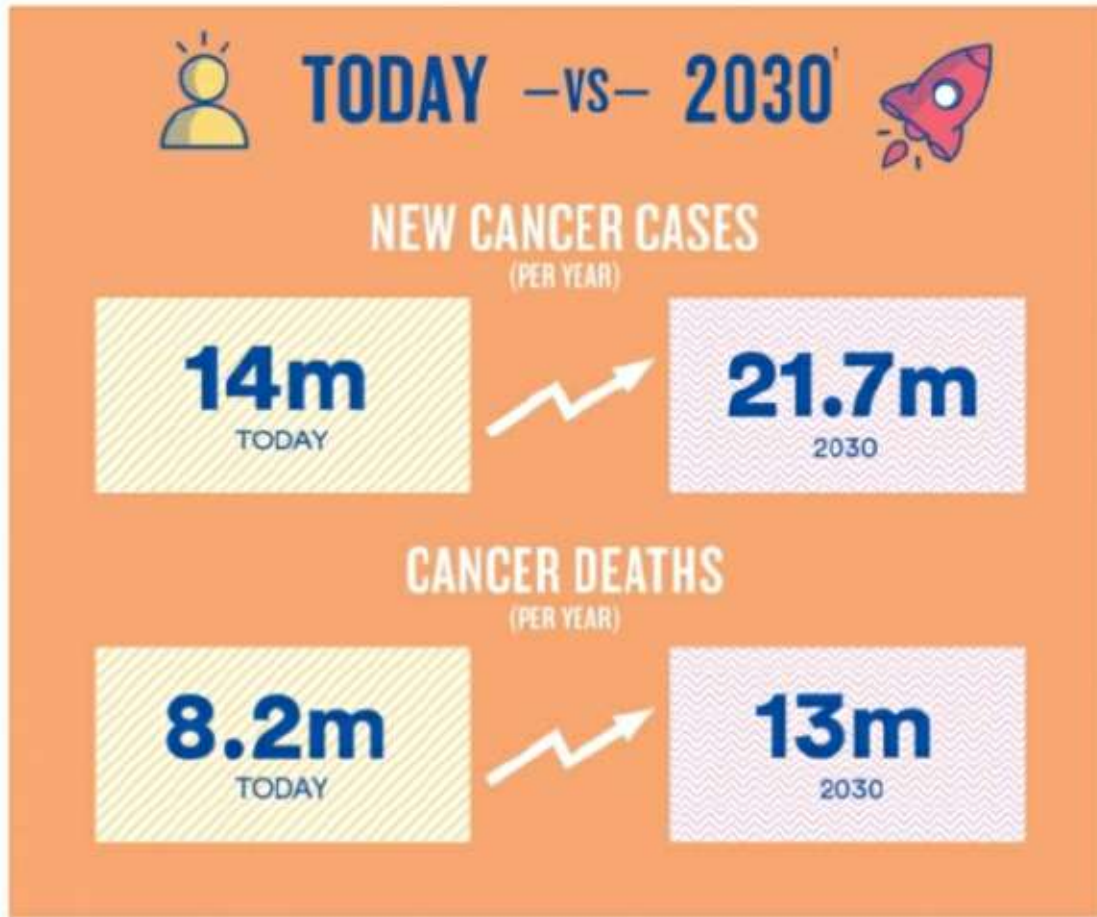 TODAY –VS– 2030¹
NEW CANCER CASES
(PER YEAR)
14m
TODAY
21.7m
2030
CANCER DEATHS
(PER YEAR)
8.2m
TODAY
13m
2030